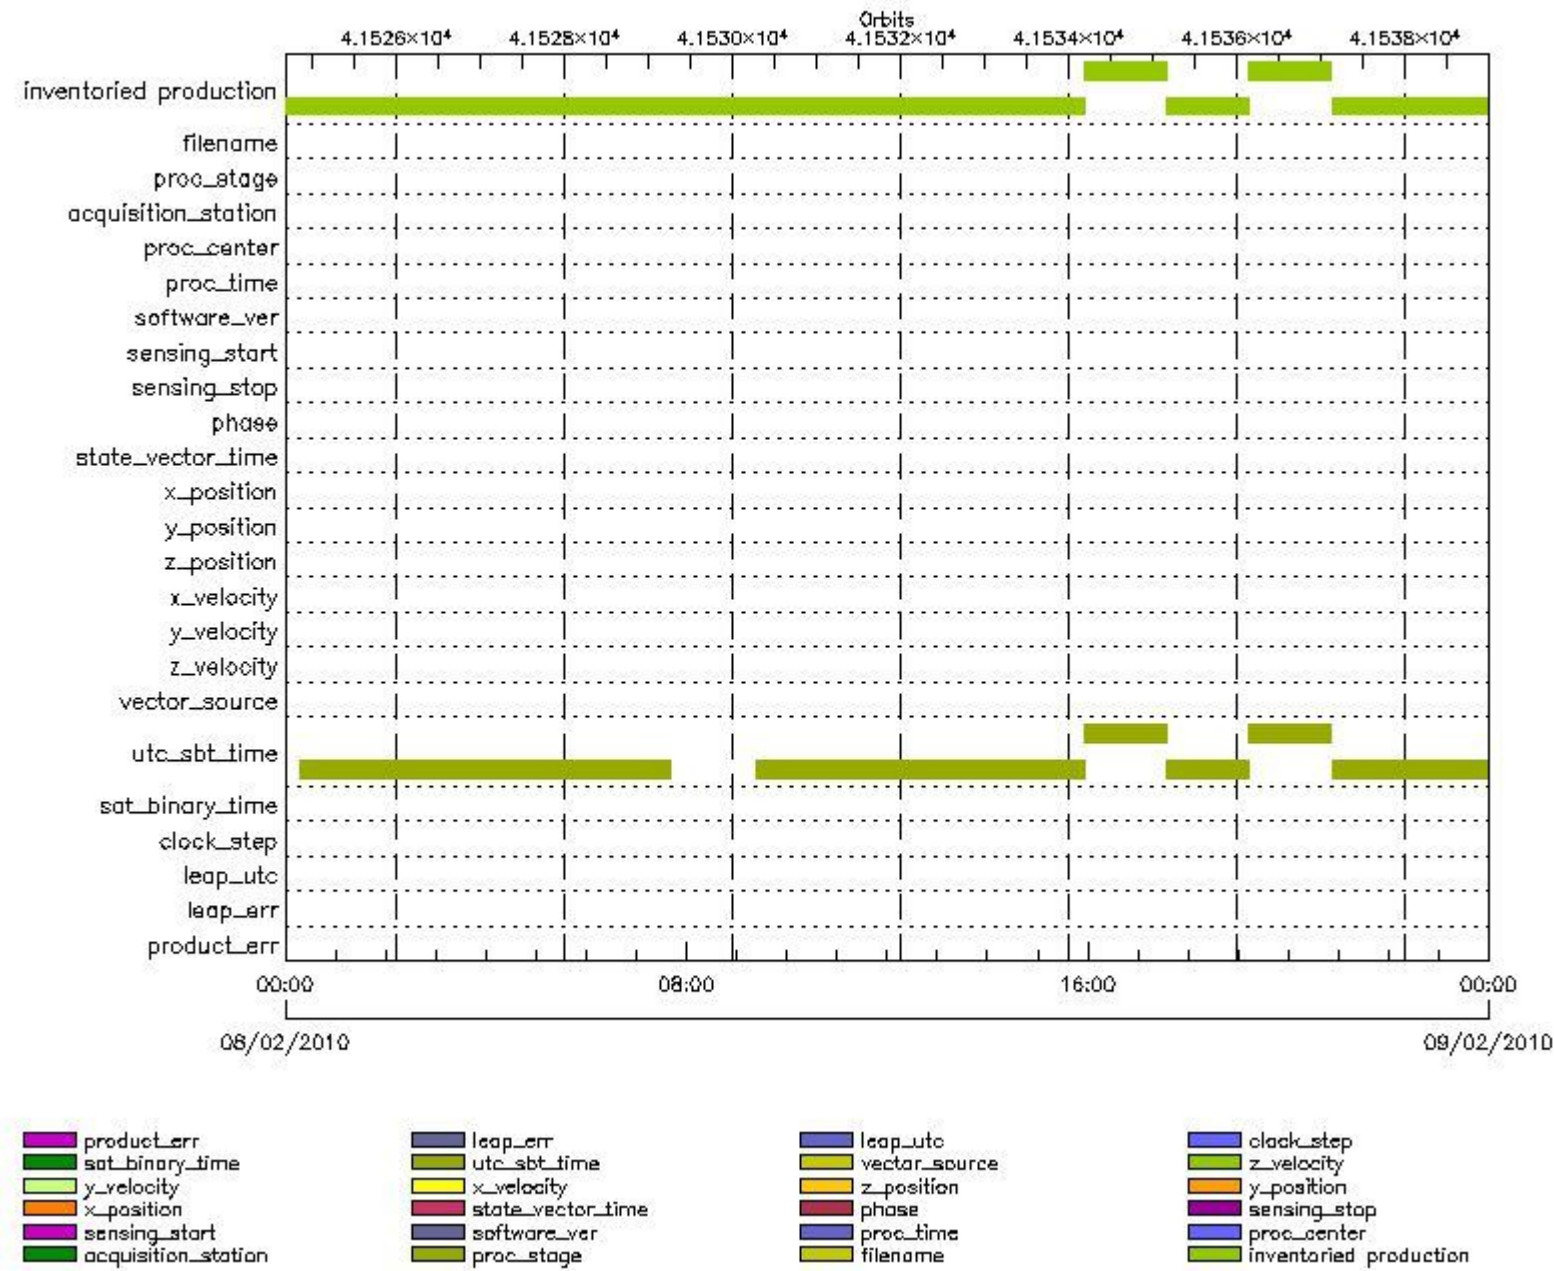 Orbits
4.1526×10⁴ 4.1528×10⁴ 4.1530×10⁴ 4.1532×10⁴ 4.1534×10⁴ 4.1536×10⁴ 4.1538×10⁴
inventoried production
filename
proc_stage
acquisition_station
proc_center
proc_time
software_ver
sensing_start
sensing_stop
phase
state_vector_time
x_position
y_position
z_position
x_velocity
y_velocity
z_velocity
vector_source
utc_sbt_time
sat_binary_time
clock_step
leap_utc
leap_err
product_err
00:00 08:00 16:00 00:00
08/02/2010 09/02/2010
product_err leap_err leap_utc clock_step
sat_binary_time utc_sbt_time vector_source z_velocity
y_velocity x_velocity z_position y_position
x_position state_vector_time phase sensing_stop
sensing_start software_ver proc_time proc_center
acquisition_station proc_stage filename inventoried production